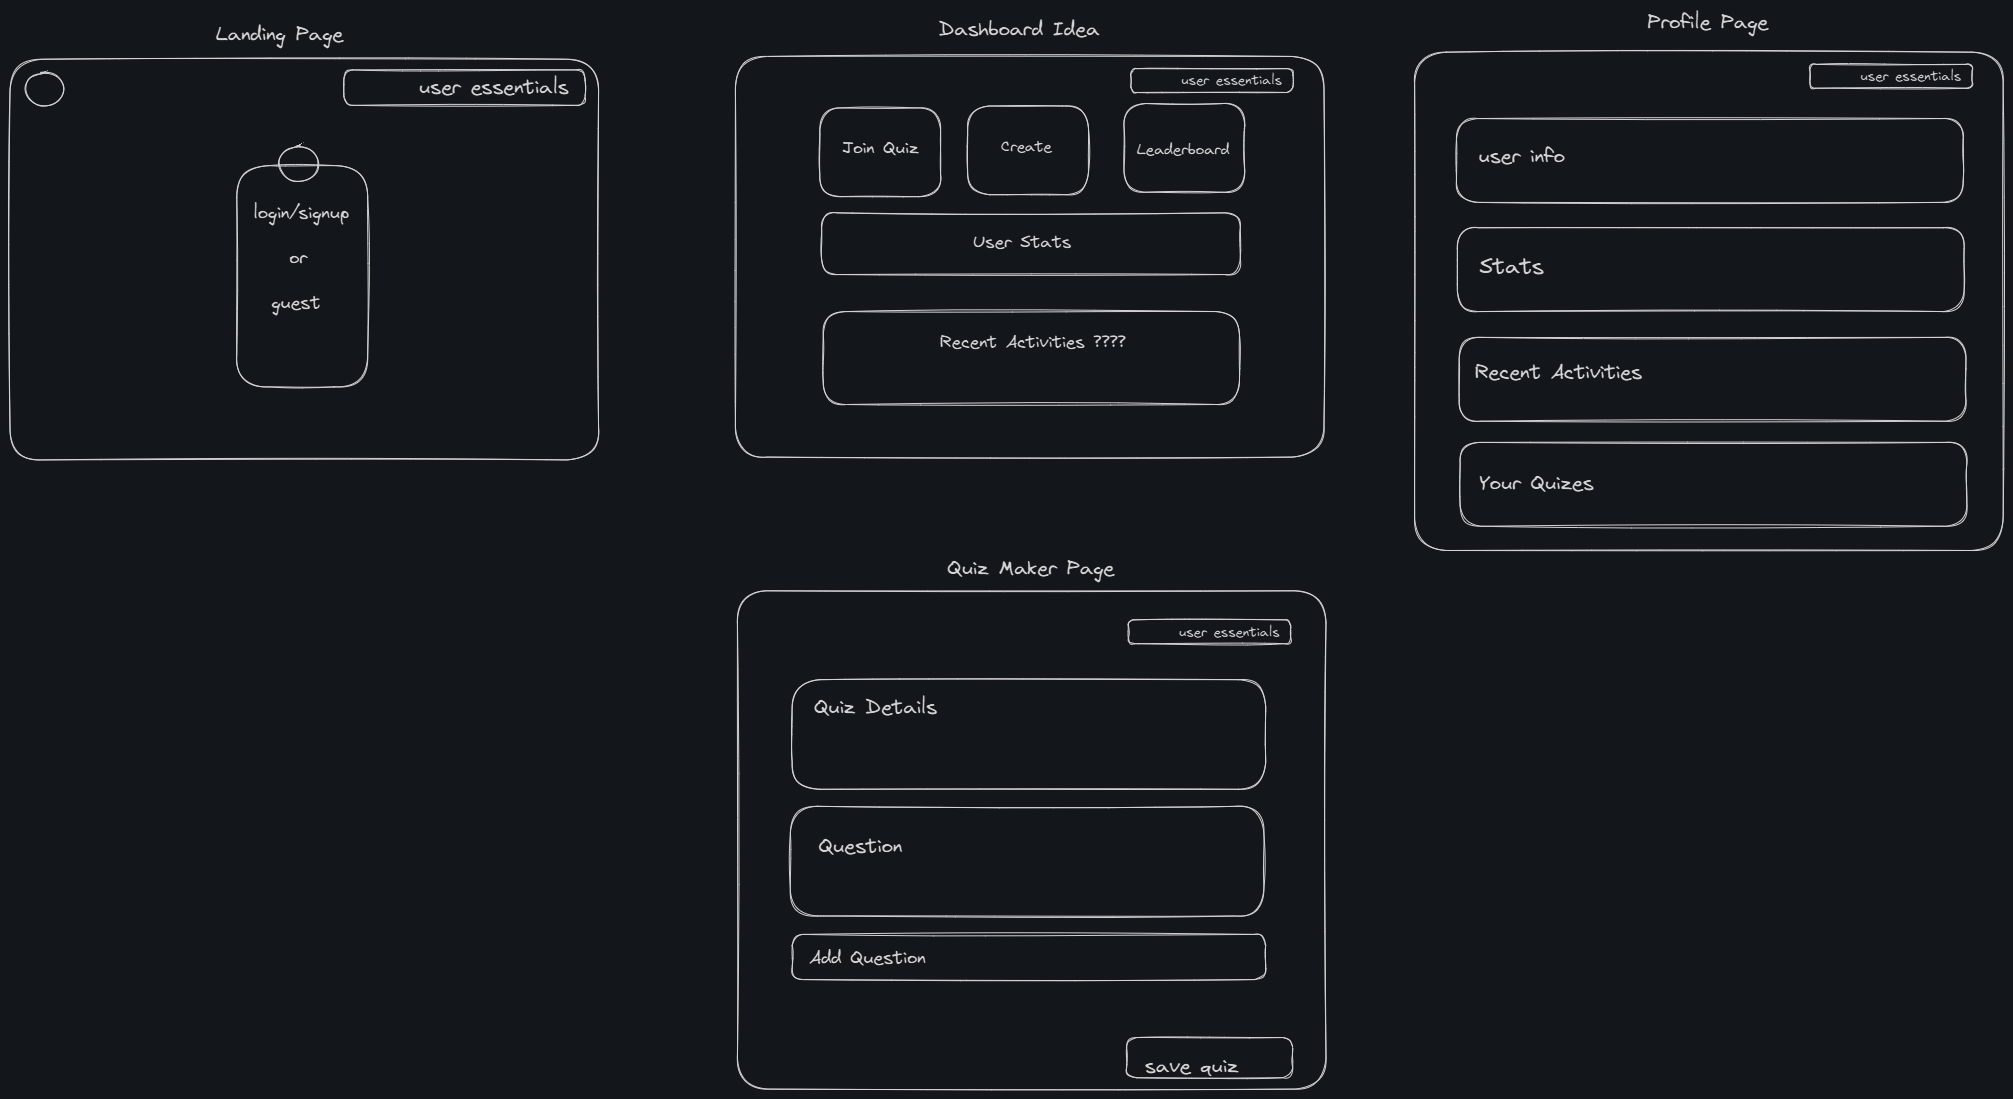 Landing Page
user essentials
login/signup
or
guest
Dashboard Idea
user essentials
Join Quiz
Create
Leaderboard
User Stats
Recent Activities ????
Profile Page
user essentials
user info
Stats
Recent Activities
Your Quizes
Quiz Maker Page
user essentials
Quiz Details
Question
Add Question
save quiz